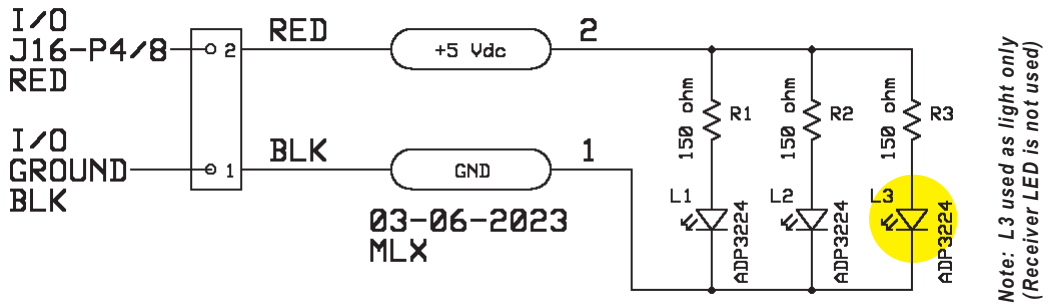 I/O
J16-P4/8
RED
2
RED
+5 Vdc
2
I/O
GROUND
BLK
1
BLK
GND
1
03-06-2023
MLX
150 ohm
R1
150 ohm
R2
150 ohm
R3
L1
ADP3224
L2
ADP3224
L3
ADP3224
Note: L3 used as light only
(Receiver LED is not used)